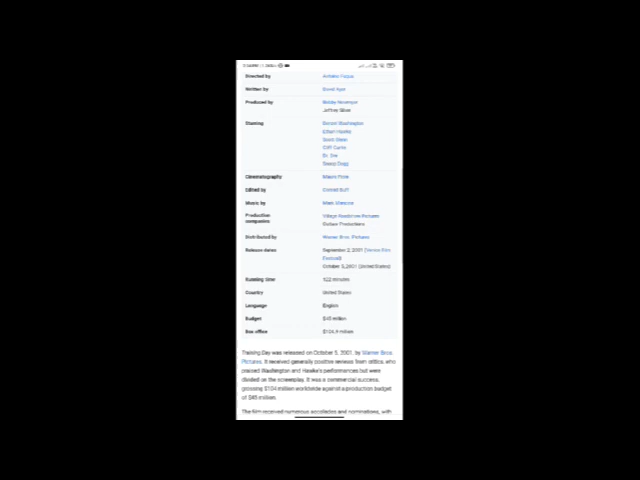 Directed by Antoine Fuqua
Written by David Ayer
Produced by Bobby Newmyer
Jeffrey Silver
Starring Denzel Washington
Ethan Hawke
Scott Glenn
Cliff Curtis
Dr. Dre
Snoop Dogg
Cinematography Mauro Fiore
Edited by Conrad Buff
Music by Mark Mancina
Production Village Roadshow Pictures
companies Outlaw Productions
Distributed by Warner Bros. Pictures
Release dates September 2, 2001 (Venice Film
Festival)
October 5, 2001 (United States)
Running time 122 minutes
Country United States
Language English
Budget $45 million
Box office $104.9 million
Training Day was released on October 5, 2001, by Warner Bros.
Pictures. It received generally positive reviews from critics, who
praised Washington and Hawke's performances but were
divided on the screenplay. It was a commercial success,
grossing $104 million worldwide against a production budget
of $45 million.
The film received numerous accolades and nominations, with